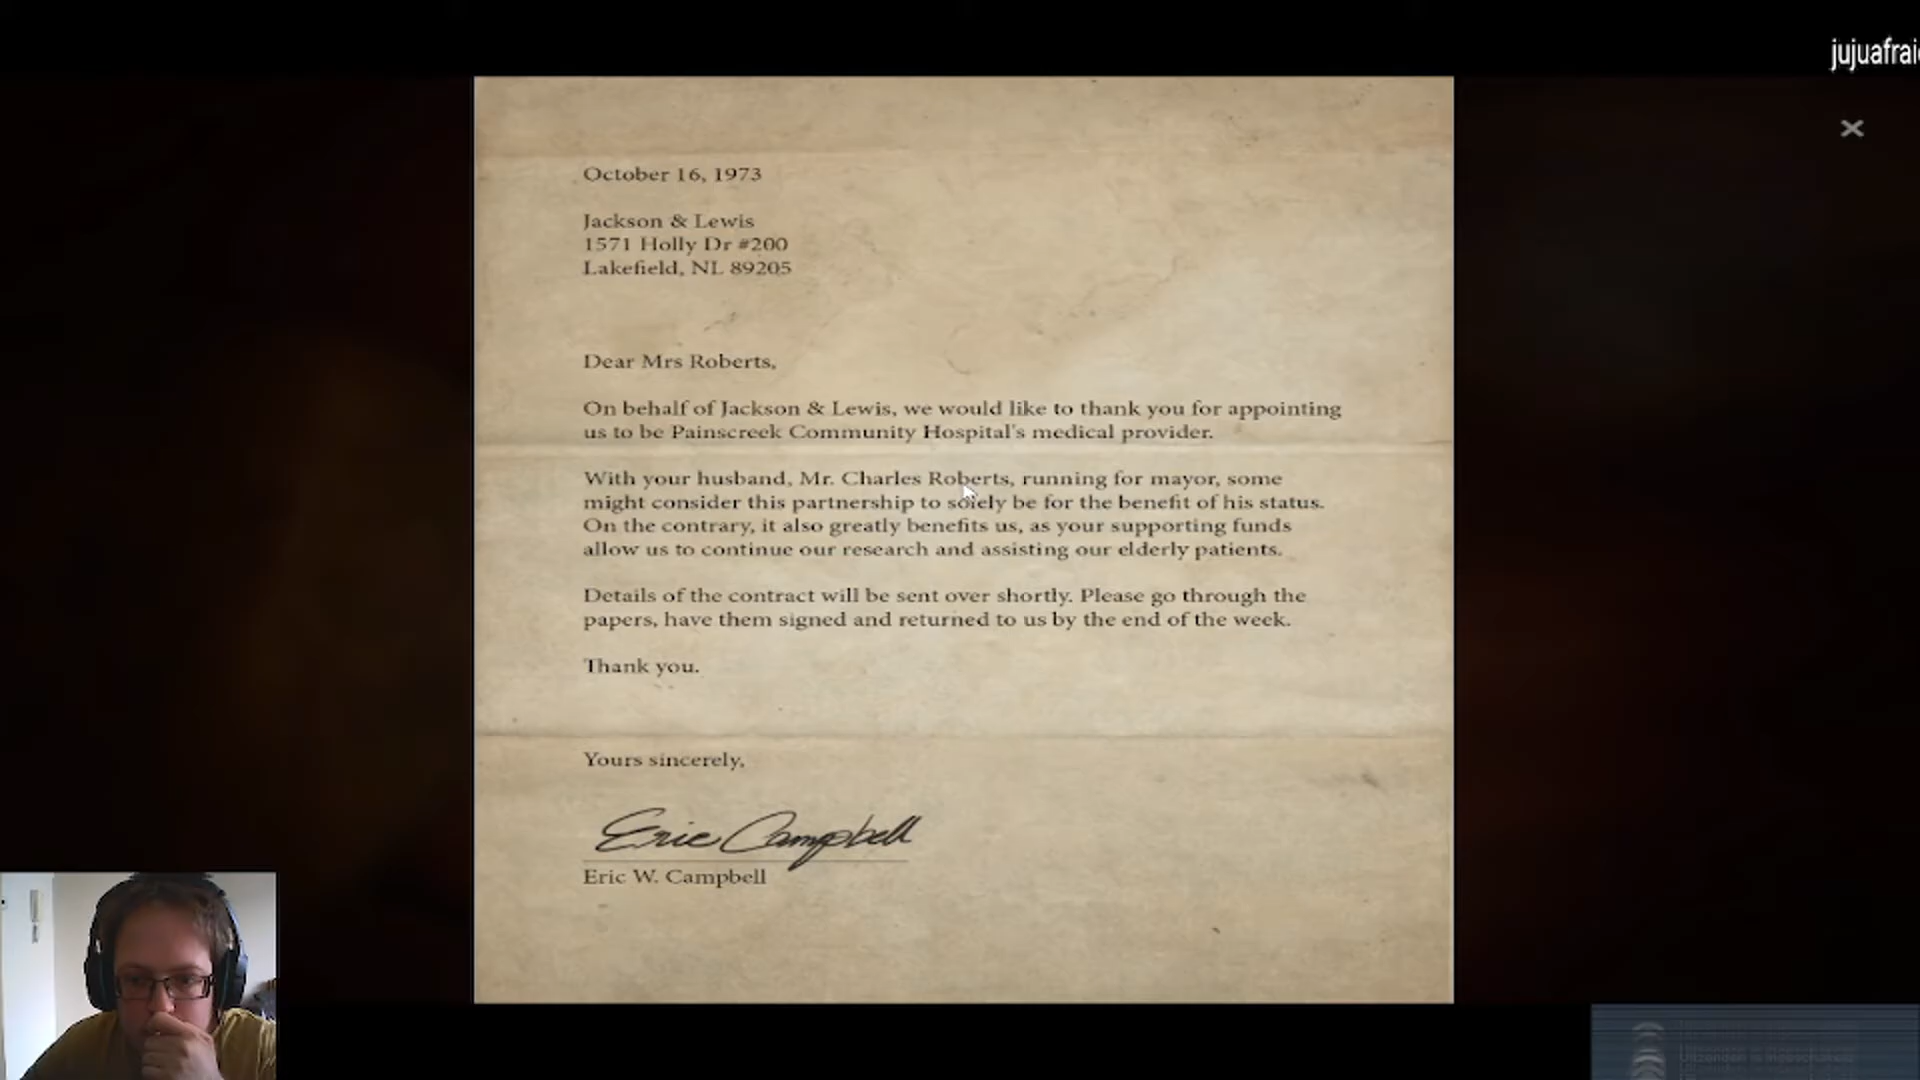 jujuafrai
October 16, 1973
Jackson & Lewis
1571 Holly Dr #200
Lakefield, NL 89205
Dear Mrs Roberts,
On behalf of Jackson & Lewis, we would like to thank you for appointing
us to be Painscreek Community Hospital's medical provider.
With your husband, Mr. Charles Roberts, running for mayor, some
might consider this partnership to solely be for the benefit of his status.
On the contrary, it also greatly benefits us, as your supporting funds
allow us to continue our research and assisting our elderly patients.
Details of the contract will be sent over shortly. Please go through the
papers, have them signed and returned to us by the end of the week.
Thank you.
Yours sincerely,
Eric Campbell
Eric W. Campbell